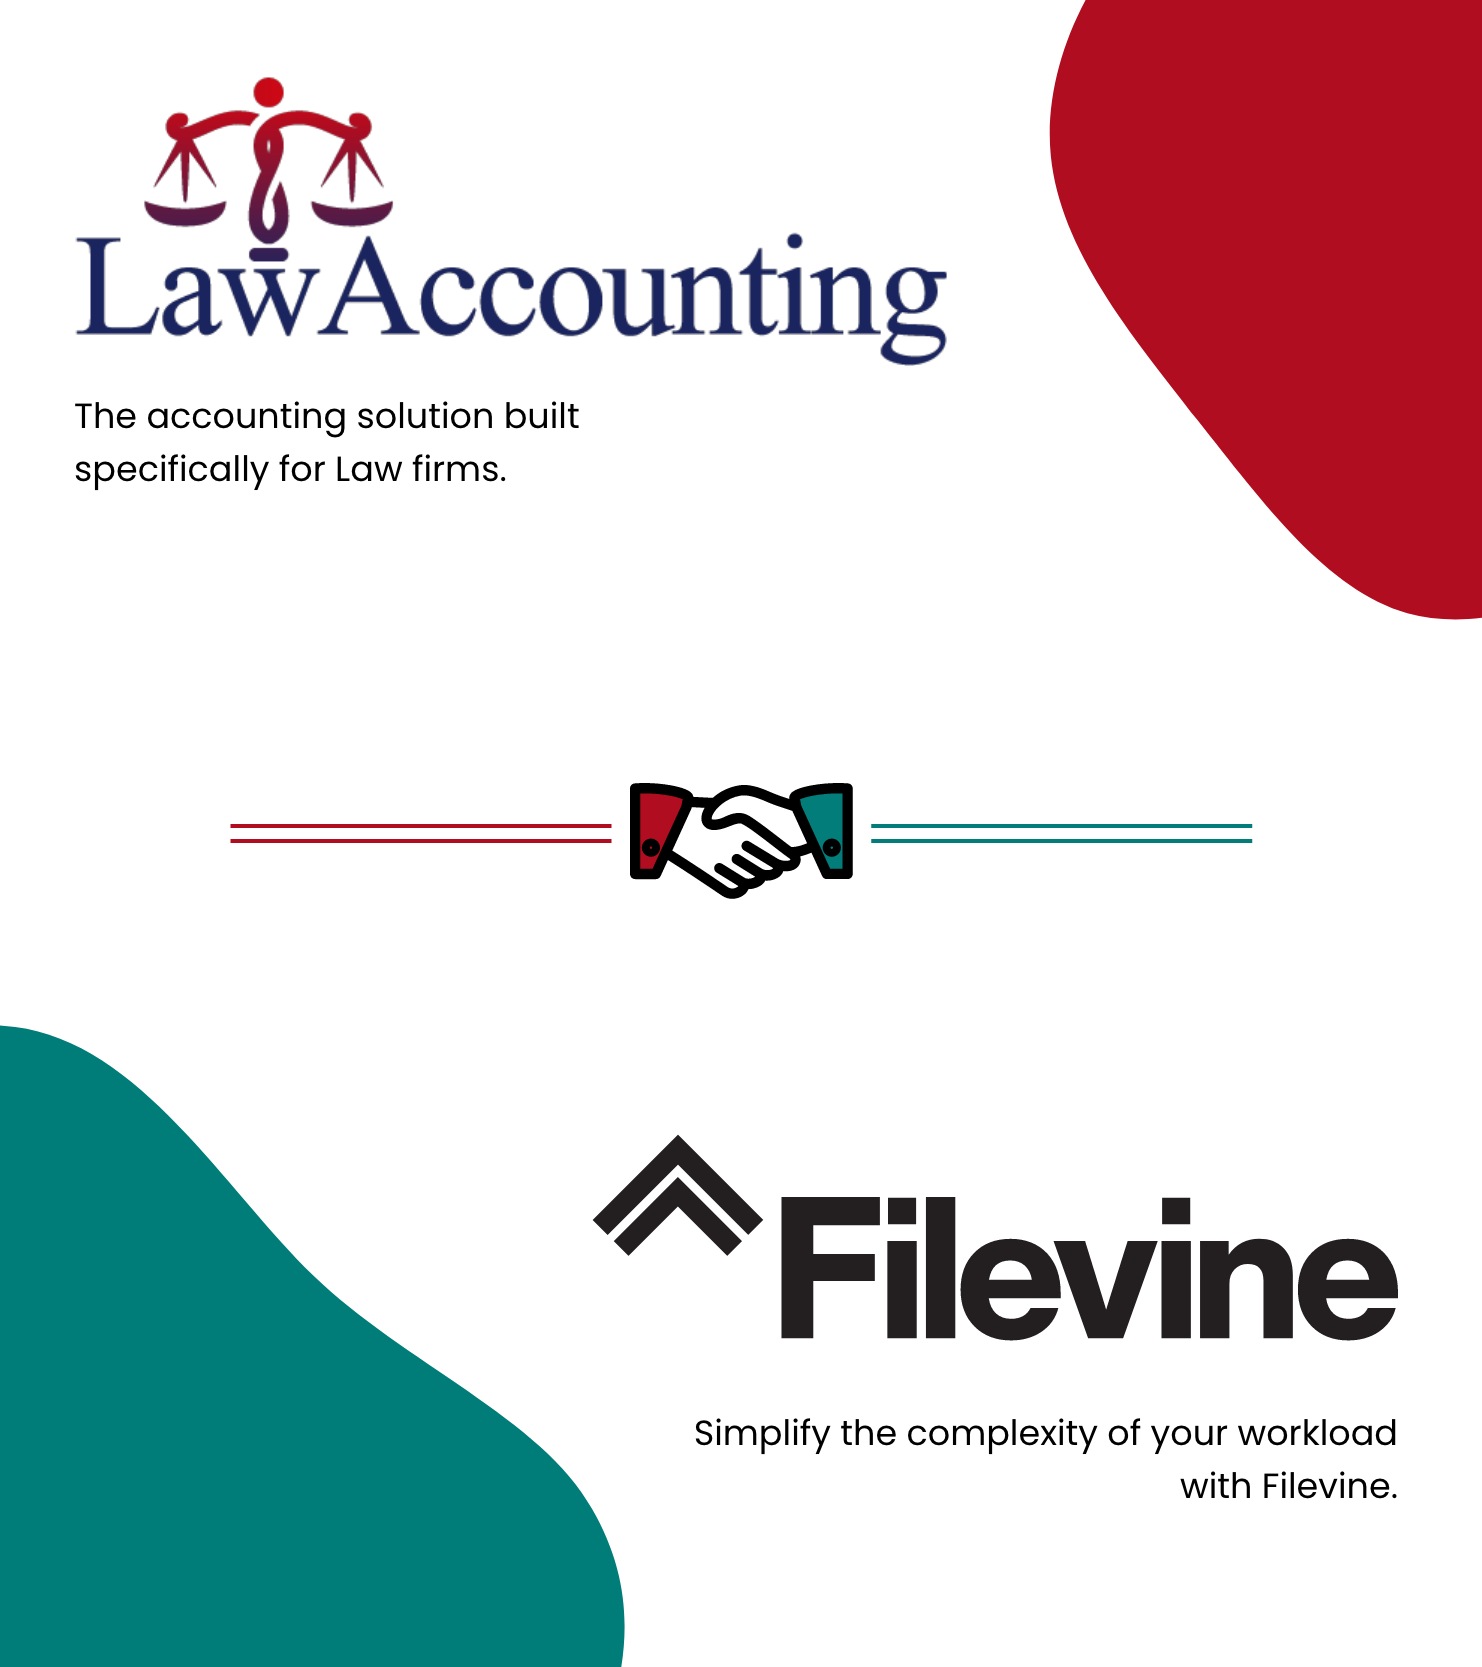 LawAccounting
The accounting solution built
specifically for Law firms.
Filevine
Simplify the complexity of your workload
with Filevine.